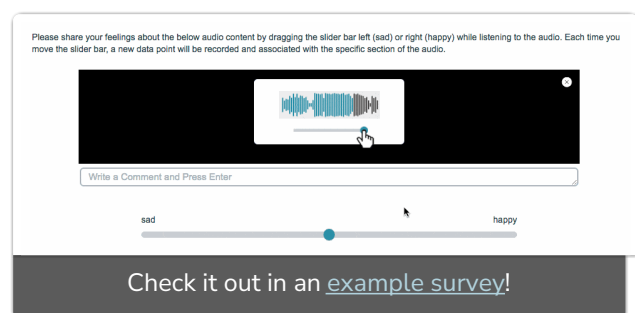 Please share your feelings about the below audio content by dragging the slider bar left (sad) or right (happy) while listening to the audio. Each time you
move the slider bar, a new data point will be recorded and associated with the specific section of the audio.
Write a Comment and Press Enter
sad happy
Check it out in an example survey!